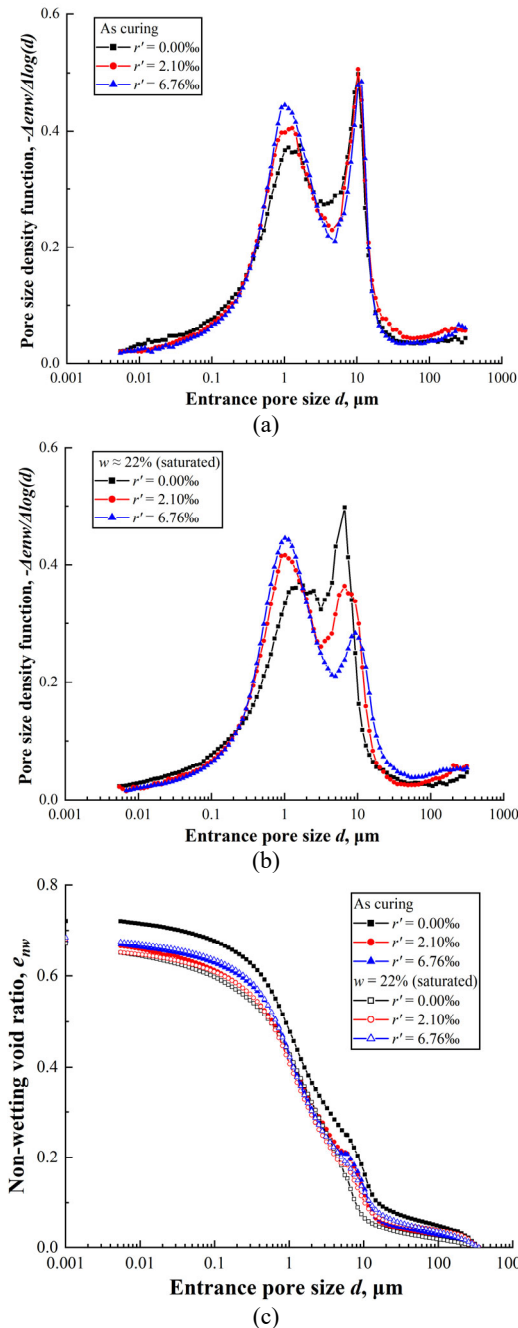 0.6
As curing
r' = 0.00‰
r' = 2.10‰
r' = 6.76‰
0.4
0.2
0.0
Pore size density function, -Δenw/Δlog(d)
0.001 0.01 0.1 1 10 100 1000
Entrance pore size d, μm
(a)
0.6
w ≈ 22% (saturated)
r' = 0.00‰
r' = 2.10‰
r' = 6.76‰
0.4
0.2
0.0
Pore size density function, -Δenw/Δlog(d)
0.001 0.01 0.1 1 10 100 1000
Entrance pore size d, μm
(b)
0.8
As curing
r' = 0.00‰
r' = 2.10‰
r' = 6.76‰
w = 22% (saturated)
r' = 0.00‰
r' = 2.10‰
r' = 6.76‰
0.6
0.4
0.2
0.0
Non-wetting void ratio, enw
0.001 0.01 0.1 1 10 100
Entrance pore size d, μm
(c)